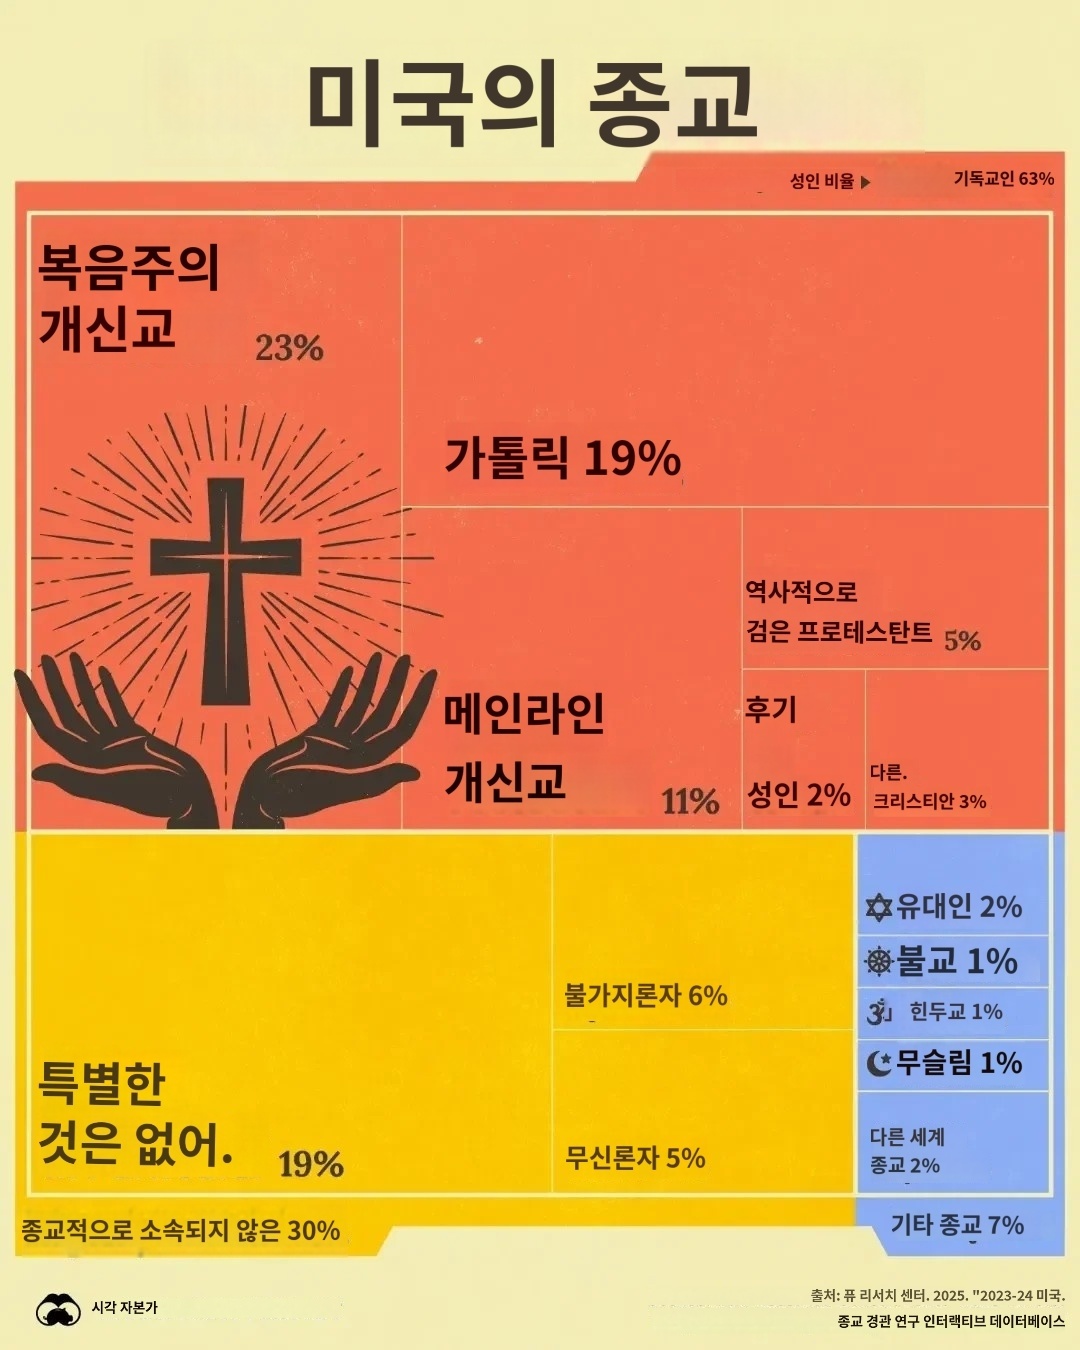 미국의 종교
성인 비율
기독교인 63%
복음주의
개신교 23%
가톨릭 19%
역사적으로
검은 프로테스탄트 5%
메인라인
개신교 11%
후기
성인 2%
다른.
크리스티안 3%
특별한
것은 없어. 19%
불가지론자 6%
무신론자 5%
유대인 2%
불교 1%
힌두교 1%
무슬림 1%
다른 세계
종교 2%
종교적으로 소속되지 않은 30%
기타 종교 7%
시각 자본가
출처: 퓨 리서치 센터. 2025. "2023-24 미국.
종교 경관 연구 인터랙티브 데이터베이스